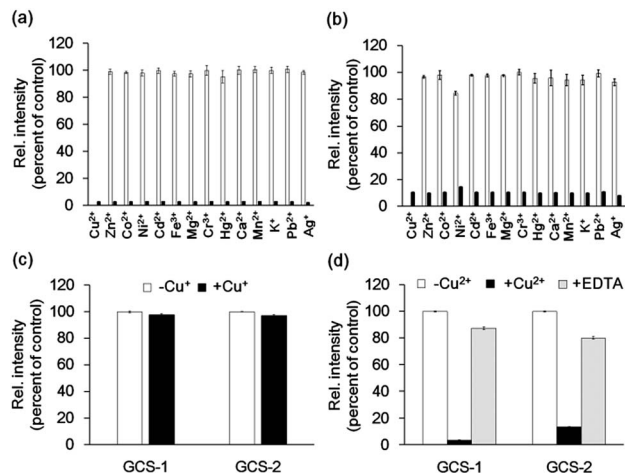 (a)
Rel. intensity
(percent of control)
120
100
80
60
40
20
0
Cu²⁺ Zn²⁺ Co²⁺ Ni²⁺ Cd²⁺ Fe³⁺ Mg²⁺ Cr³⁺ Hg²⁺ Ca²⁺ Mn²⁺ K⁺ Pb²⁺ Ag⁺
(b)
Rel. intensity
(percent of control)
120
100
80
60
40
20
0
Cu²⁺ Zn²⁺ Co²⁺ Ni²⁺ Cd²⁺ Fe³⁺ Mg²⁺ Cr³⁺ Hg²⁺ Ca²⁺ Mn²⁺ K⁺ Pb²⁺ Ag⁺
(c)
-Cu⁺ +Cu⁺
Rel. intensity
(percent of control)
120
100
80
60
40
20
0
GCS-1 GCS-2
(d)
-Cu²⁺ +Cu²⁺ +EDTA
Rel. intensity
(percent of control)
120
100
80
60
40
20
0
GCS-1 GCS-2